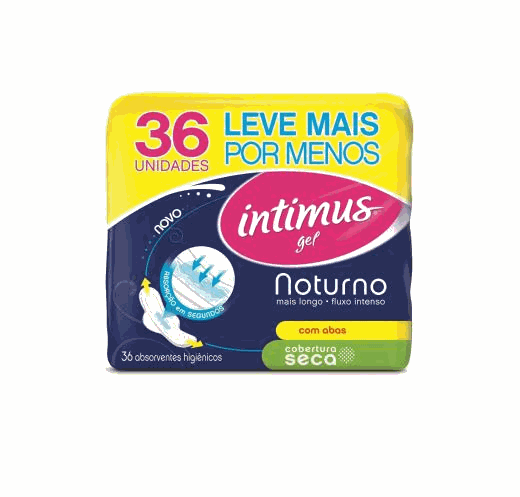 36
UNIDADES
LEVE MAIS
POR MENOS
NOVO
intimus
gel
ABSORÇÃO em SEGUNDOS
Noturno
mais longo • fluxo intenso
com abas
cobertura
seca
36 absorventes higiênicos